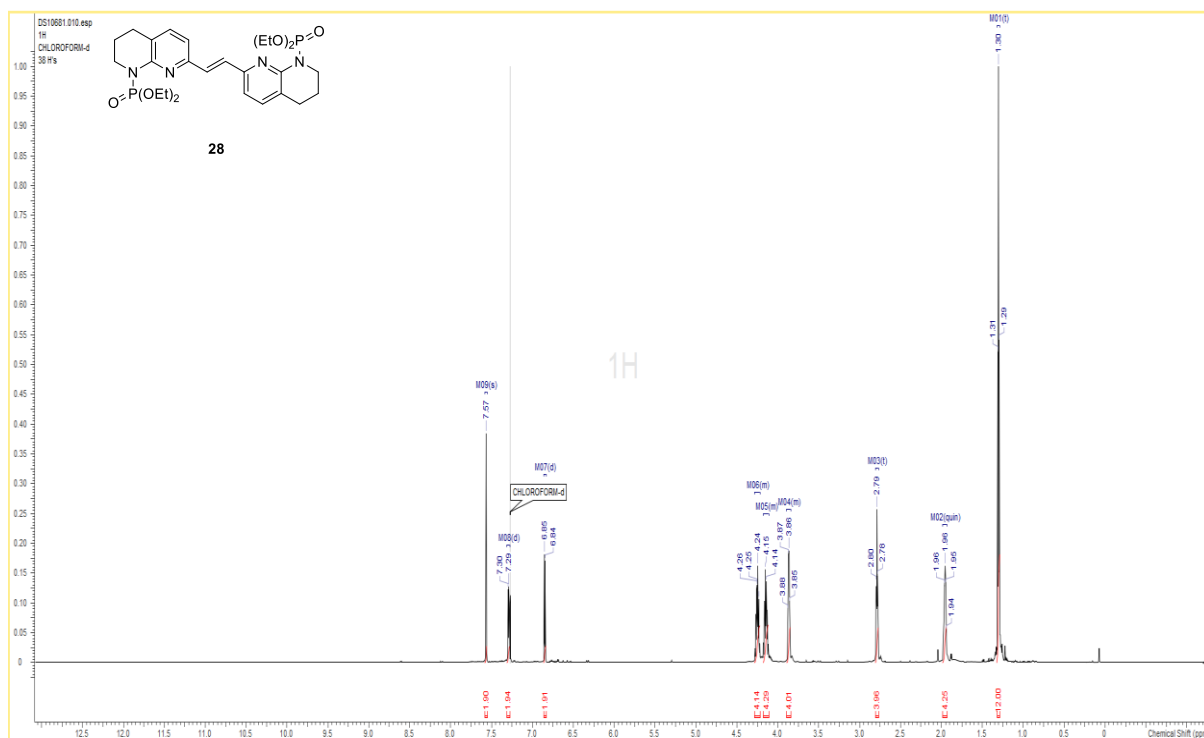 DS10681.010.esp
1H
CHLOROFORM-d
38 H's
(EtO)2
P
O
N
N
N
N
O
P(OEt)2
28
1H
M01(t)
1.30
1.31
1.29
M09(s)
7.57
CHLOROFORM-d
M08(d)
7.30
7.29
M07(d)
6.85
6.84
M06(m)
4.26
4.25
4.24
M05(m)
4.15
4.14
M04(m)
3.88
3.87
3.86
3.85
M03(t)
2.80
2.79
2.78
M02(quin)
1.96
1.96
1.95
1.94
1.00
0.95
0.90
0.85
0.80
0.75
0.70
0.65
0.60
0.55
0.50
0.45
0.40
0.35
0.30
0.25
0.20
0.15
0.10
0.05
0
1.90 1.94 1.91 4.14 4.29 4.01 3.96 4.25 12.00
12.5 12.0 11.5 11.0 10.5 10.0 9.5 9.0 8.5 8.0 7.5 7.0 6.5 6.0 5.5 5.0 4.5 4.0 3.5 3.0 2.5 2.0 1.5 1.0 0.5 0 Chemical Shift (pp